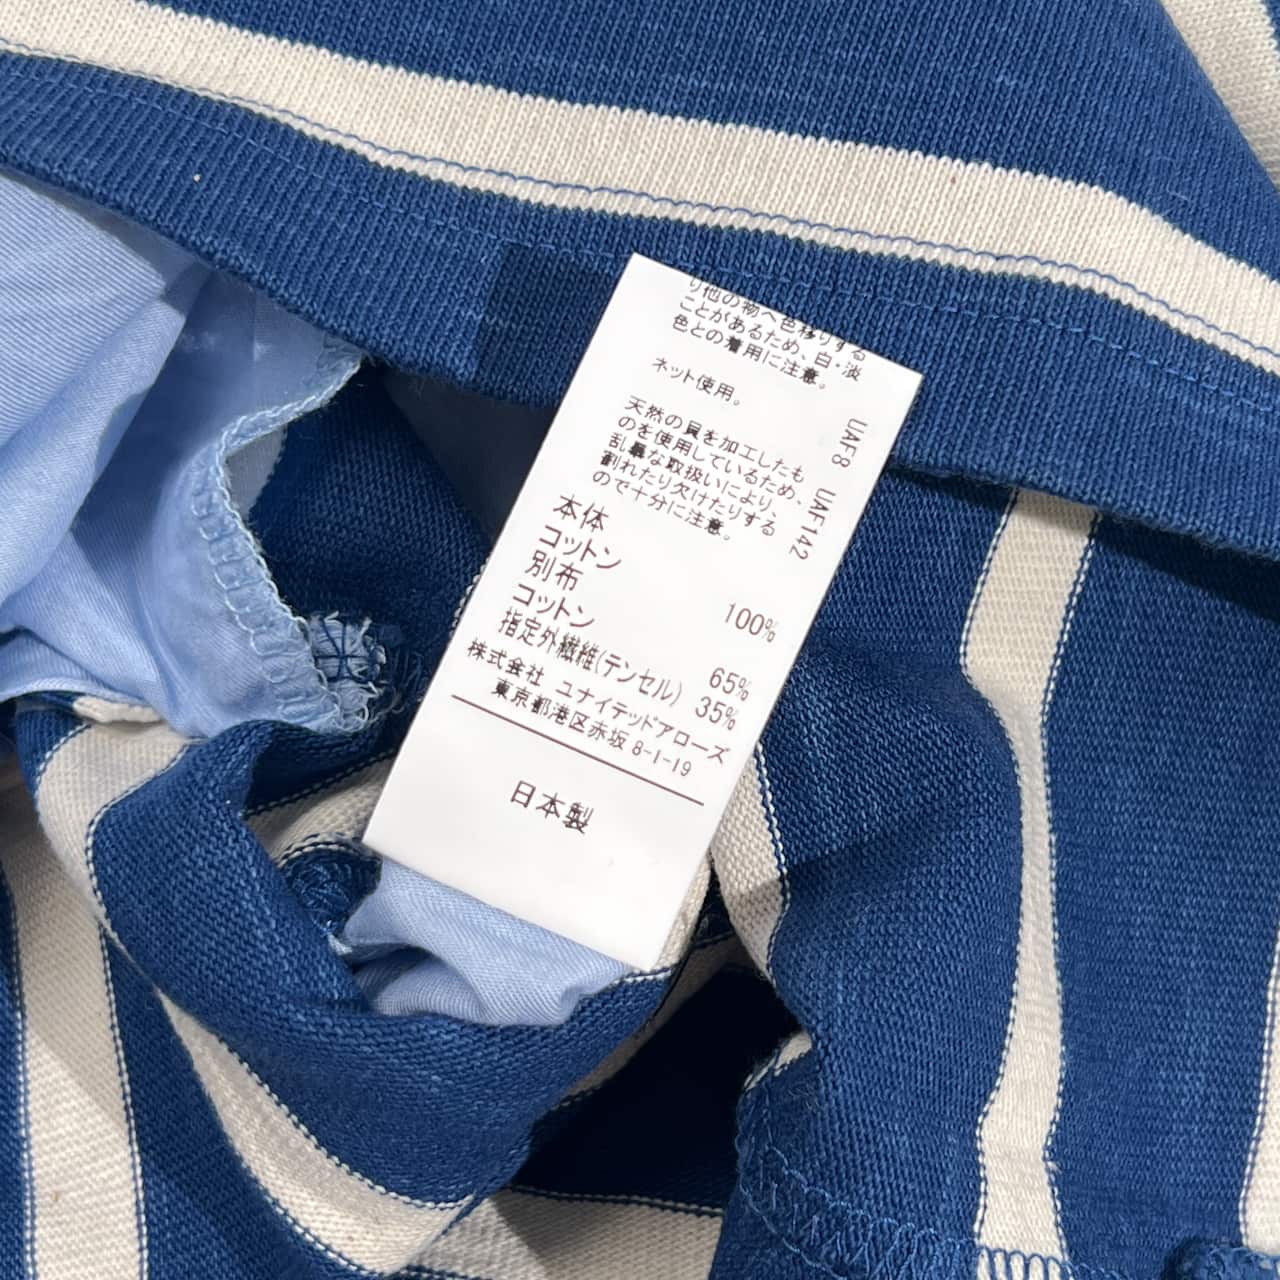 り他の物へ色移りする
ことがあるため、白・淡
色との着用に注意。
ネット使用。
天然の貝を加工したも
のを使用しているため、
乱暴な取扱いにより、
割れたり欠けたりする
ので十分に注意。
本体
コットン 100%
別布
コットン 65%
指定外繊維(テンセル) 35%
株式会社 ユナイテッドアローズ
東京都港区赤坂8-1-19
日本製
UAF8 UAF142